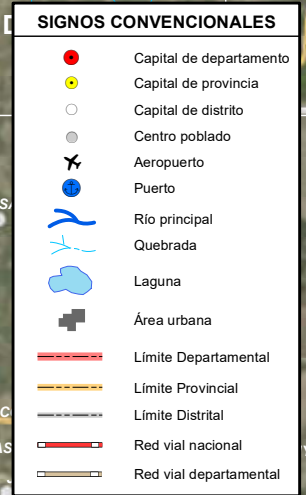 D
SIGNOS CONVENCIONALES
Capital de departamento
Capital de provincia
Capital de distrito
Centro poblado
Aeropuerto
Puerto
Río principal
Quebrada
Laguna
Área urbana
Límite Departamental
Límite Provincial
Límite Distrital
Red vial nacional
Red vial departamental